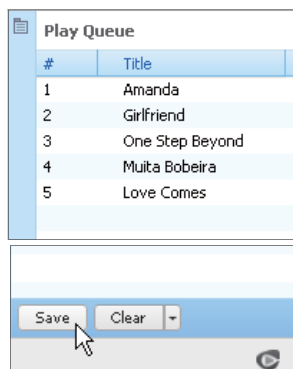 Play Queue
# Title
1 Amanda
2 Girlfriend
3 One Step Beyond
4 Muita Bobeira
5 Love Comes
Save Clear